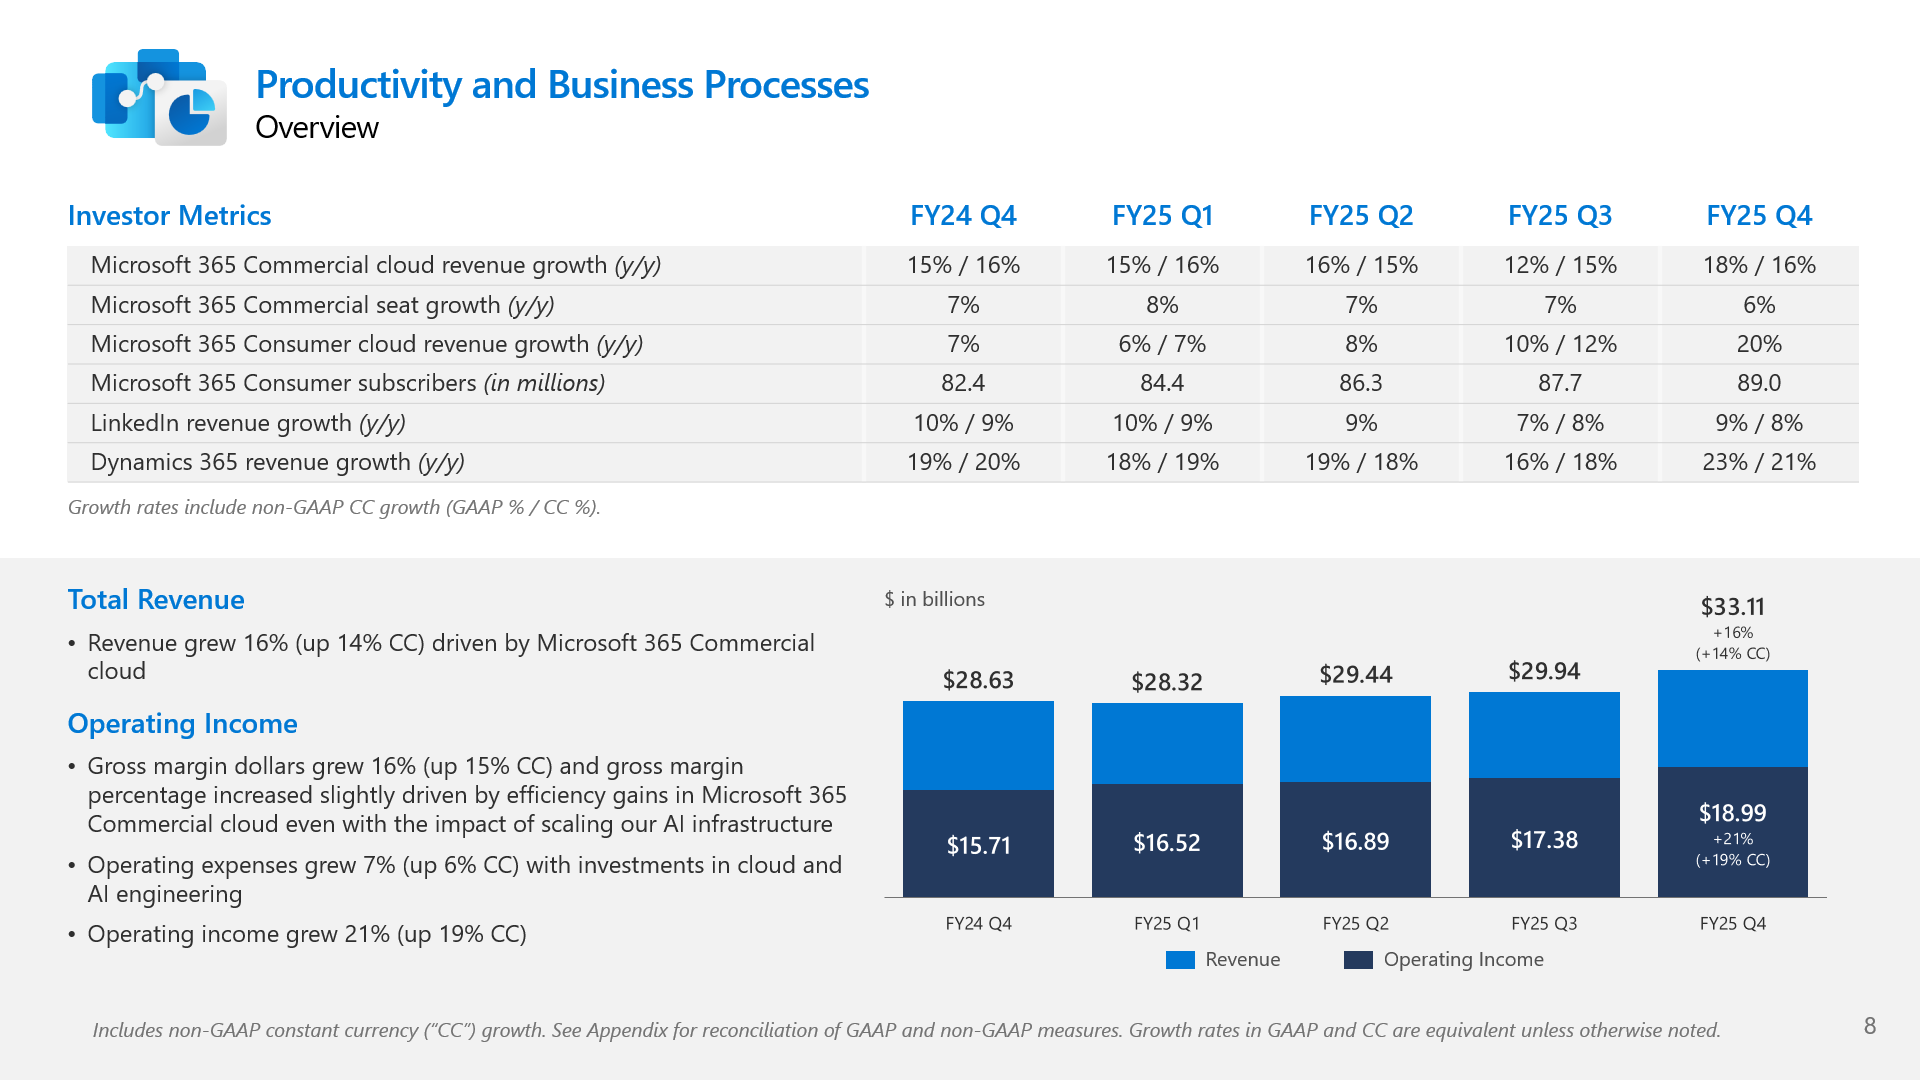 Productivity and Business Processes
Overview
Investor Metrics FY24 Q4 FY25 Q1 FY25 Q2 FY25 Q3 FY25 Q4
Microsoft 365 Commercial cloud revenue growth (y/y) 15% / 16% 15% / 16% 16% / 15% 12% / 15% 18% / 16%
Microsoft 365 Commercial seat growth (y/y) 7% 8% 7% 7% 6%
Microsoft 365 Consumer cloud revenue growth (y/y) 7% 6% / 7% 8% 10% / 12% 20%
Microsoft 365 Consumer subscribers (in millions) 82.4 84.4 86.3 87.7 89.0
LinkedIn revenue growth (y/y) 10% / 9% 10% / 9% 9% 7% / 8% 9% / 8%
Dynamics 365 revenue growth (y/y) 19% / 20% 18% / 19% 19% / 18% 16% / 18% 23% / 21%
Growth rates include non-GAAP CC growth (GAAP % / CC %).
Total Revenue
• Revenue grew 16% (up 14% CC) driven by Microsoft 365 Commercial
cloud
Operating Income
• Gross margin dollars grew 16% (up 15% CC) and gross margin
percentage increased slightly driven by efficiency gains in Microsoft 365
Commercial cloud even with the impact of scaling our AI infrastructure
• Operating expenses grew 7% (up 6% CC) with investments in cloud and
AI engineering
• Operating income grew 21% (up 19% CC)
$ in billions
$28.63 $28.32 $29.44 $29.94 $33.11
+16%
(+14% CC)
$15.71 $16.52 $16.89 $17.38 $18.99
+21%
(+19% CC)
FY24 Q4 FY25 Q1 FY25 Q2 FY25 Q3 FY25 Q4
Revenue Operating Income
Includes non-GAAP constant currency (“CC”) growth. See Appendix for reconciliation of GAAP and non-GAAP measures. Growth rates in GAAP and CC are equivalent unless otherwise noted.
8